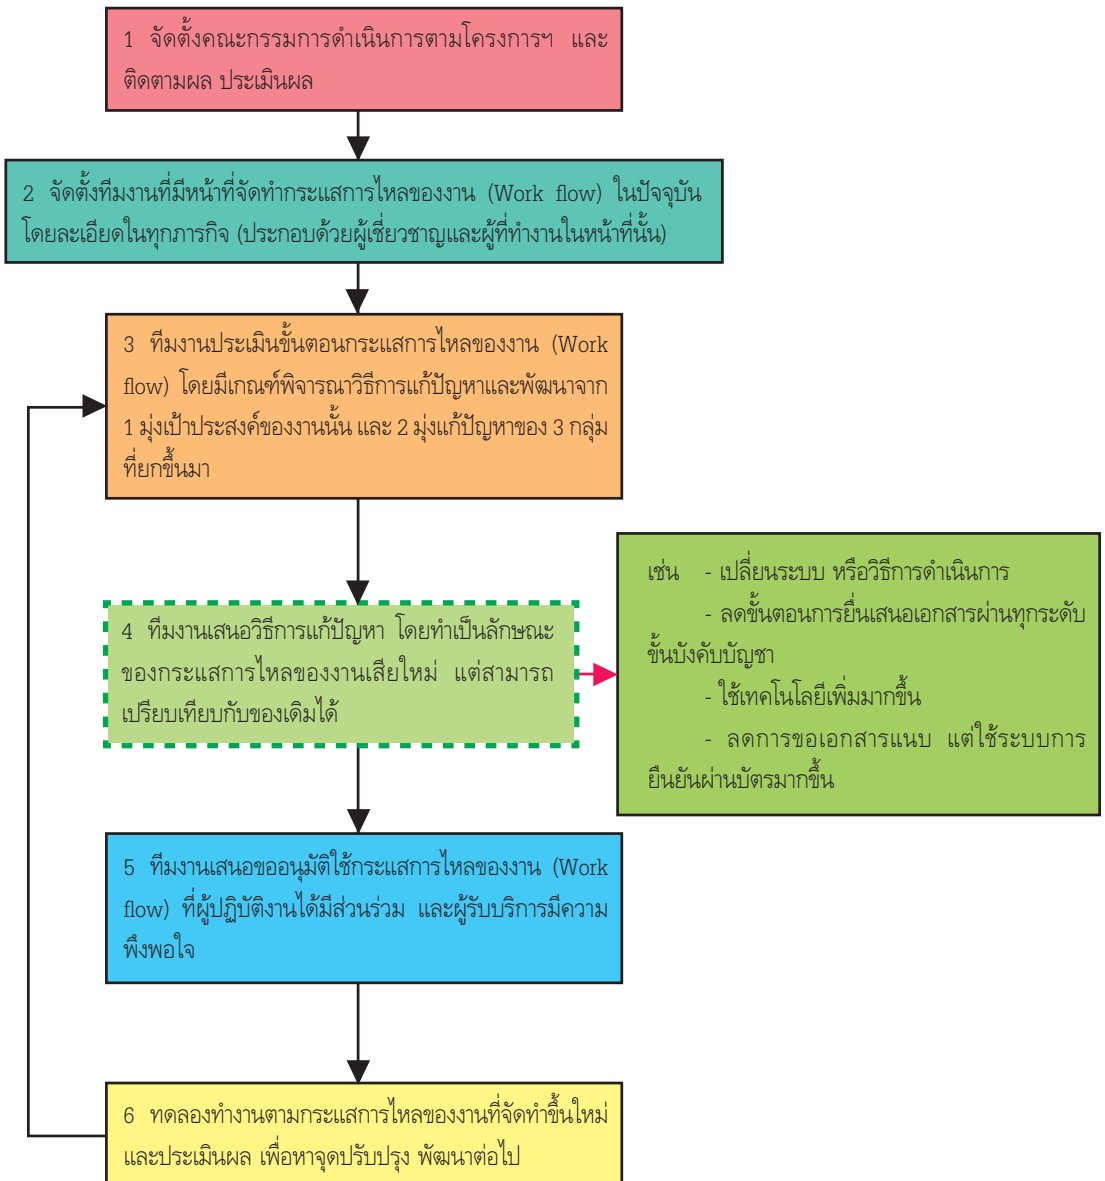 1 จัดตั้งคณะกรรมการดำเนินการตามโครงการฯ และ
ติดตามผล ประเมินผล
2 จัดตั้งทีมงานที่มีหน้าที่จัดทำกระแสการไหลของงาน (Work flow) ในปัจจุบัน
โดยละเอียดในทุกภารกิจ (ประกอบด้วยผู้เชี่ยวชาญและผู้ที่ทำงานในหน้าที่นั้น)
3 ทีมงานประเมินขั้นตอนกระแสการไหลของงาน (Work
flow) โดยมีเกณฑ์พิจารณาวิธีการแก้ปัญหาและพัฒนาจาก
1 มุ่งเป้าประสงค์ของงานนั้น และ 2 มุ่งแก้ปัญหาของ 3 กลุ่ม
ที่ยกขึ้นมา
4 ทีมงานเสนอวิธีการแก้ปัญหา โดยทำเป็นลักษณะ
ของกระแสการไหลของงานเสียใหม่ แต่สามารถ
เปรียบเทียบกับของเดิมได้
เช่น - เปลี่ยนระบบ หรือวิธีการดำเนินการ
- ลดขั้นตอนการยื่นเสนอเอกสารผ่านทุกระดับ
ขั้นบังคับบัญชา
- ใช้เทคโนโลยีเพิ่มมากขึ้น
- ลดการขอเอกสารแนบ แต่ใช้ระบบการ
ยืนยันผ่านบัตรมากขึ้น
5 ทีมงานเสนอขออนุมัติใช้กระแสการไหลของงาน (Work
flow) ที่ผู้ปฏิบัติงานได้มีส่วนร่วม และผู้รับบริการมีความ
พึงพอใจ
6 ทดลองทำงานตามกระแสการไหลของงานที่จัดทำขึ้นใหม่
และประเมินผล เพื่อหาจุดปรับปรุง พัฒนาต่อไป